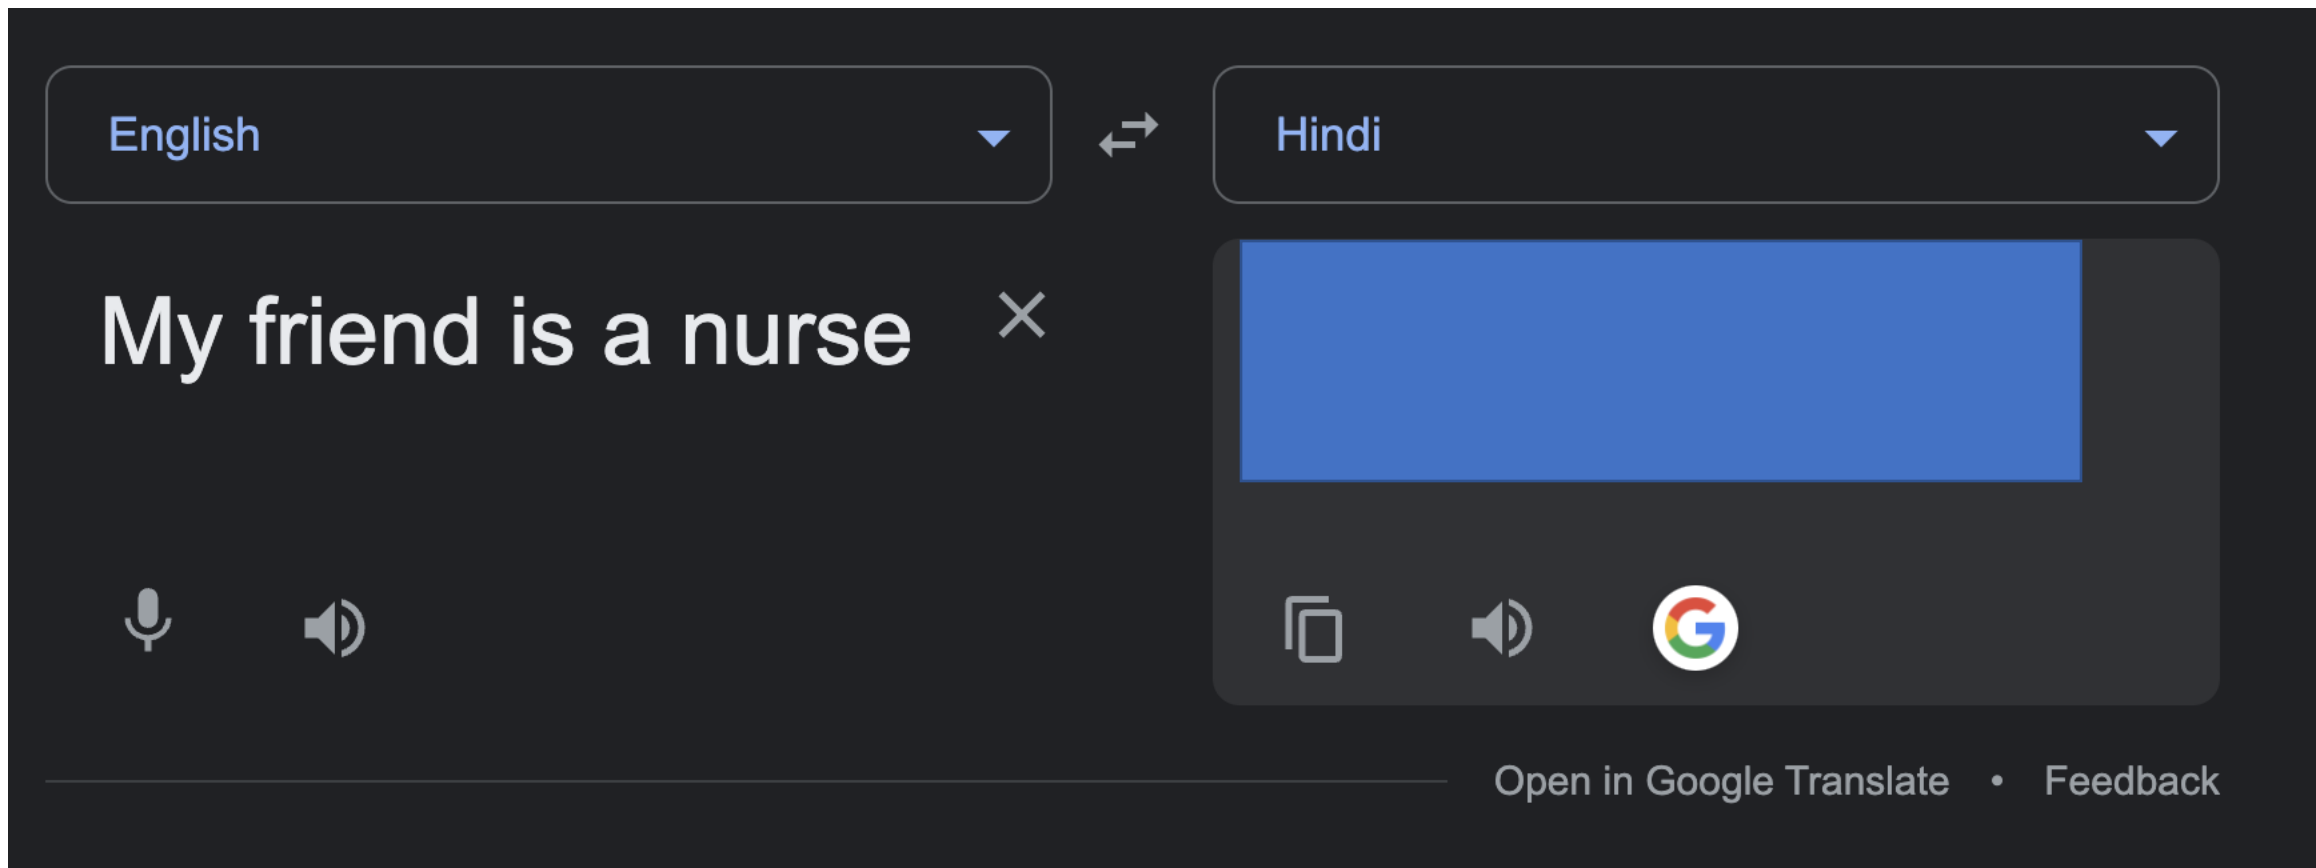 English
Hindi
My friend is a nurse
Open in Google Translate • Feedback